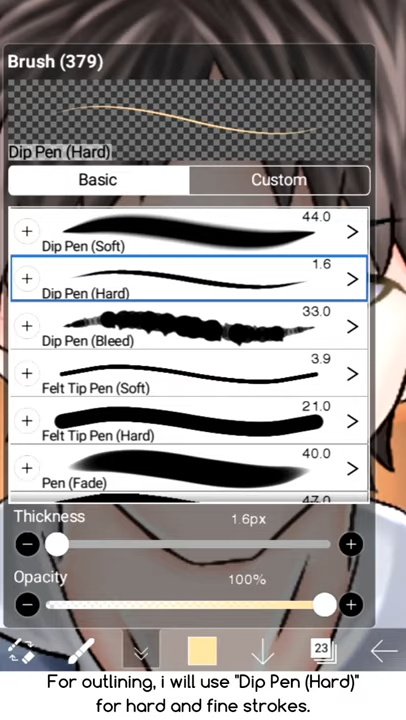 Brush (379)
Dip Pen (Hard)
Basic
Custom
44.0
Dip Pen (Soft)
1.6
Dip Pen (Hard)
33.0
Dip Pen (Bleed)
3.9
Felt Tip Pen (Soft)
21.0
Felt Tip Pen (Hard)
40.0
Pen (Fade)
47.0
Thickness
1.6px
Opacity
100%
23
For outlining, i will use "Dip Pen (Hard)"
for hard and fine strokes.